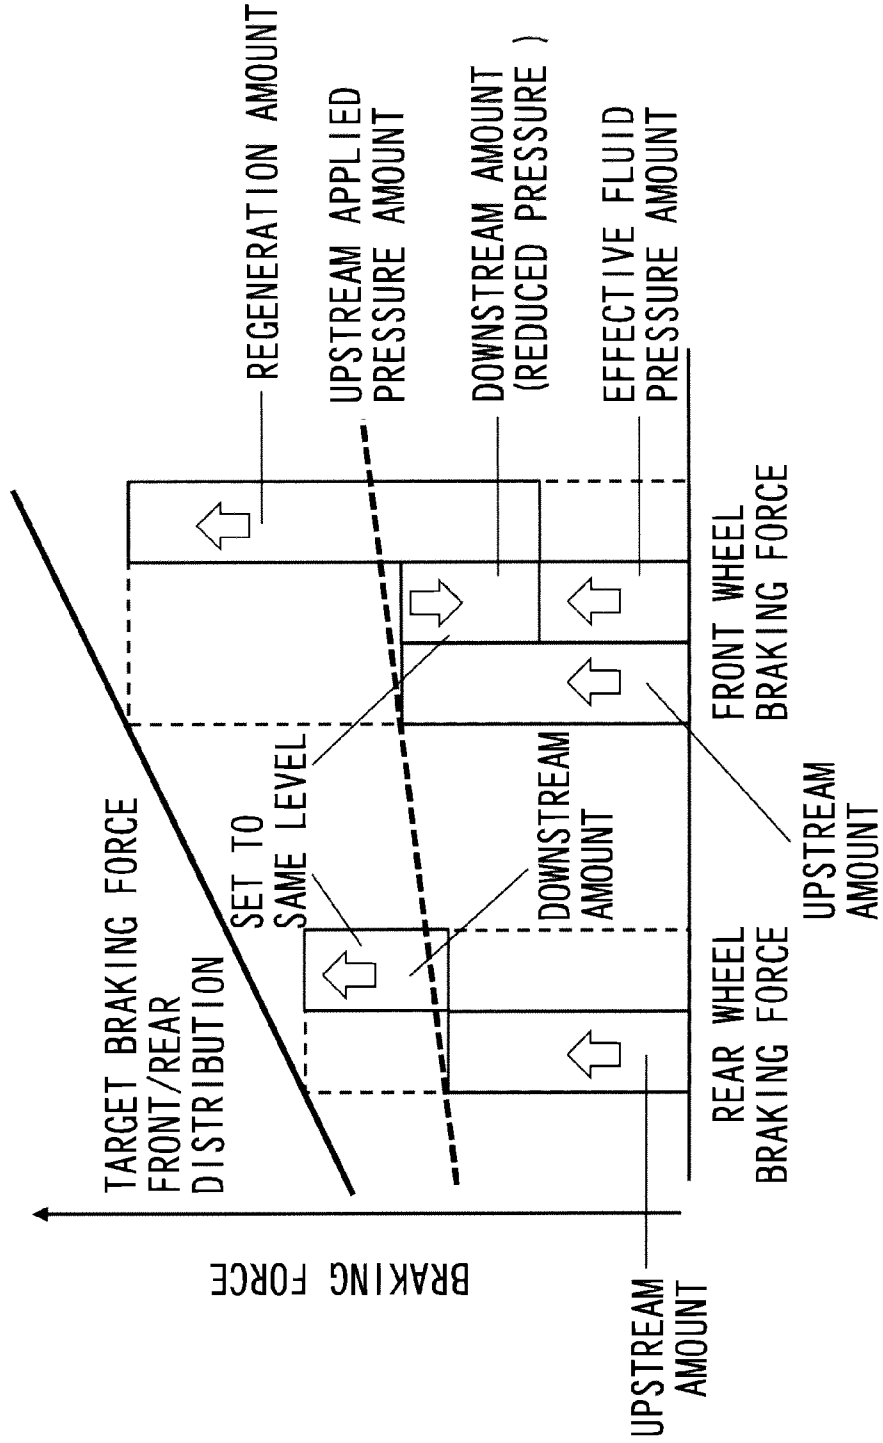 TARGET BRAKING FORCE
FRONT/REAR
DISTRIBUTION
SET TO
SAME LEVEL
REGENERATION AMOUNT
UPSTREAM APPLIED
PRESSURE AMOUNT
DOWNSTREAM AMOUNT
(REDUCED PRESSURE )
EFFECTIVE FLUID
PRESSURE AMOUNT
DOWNSTREAM
AMOUNT
BRAKING FORCE
REAR WHEEL
BRAKING FORCE
FRONT WHEEL
BRAKING FORCE
UPSTREAM
AMOUNT
UPSTREAM
AMOUNT